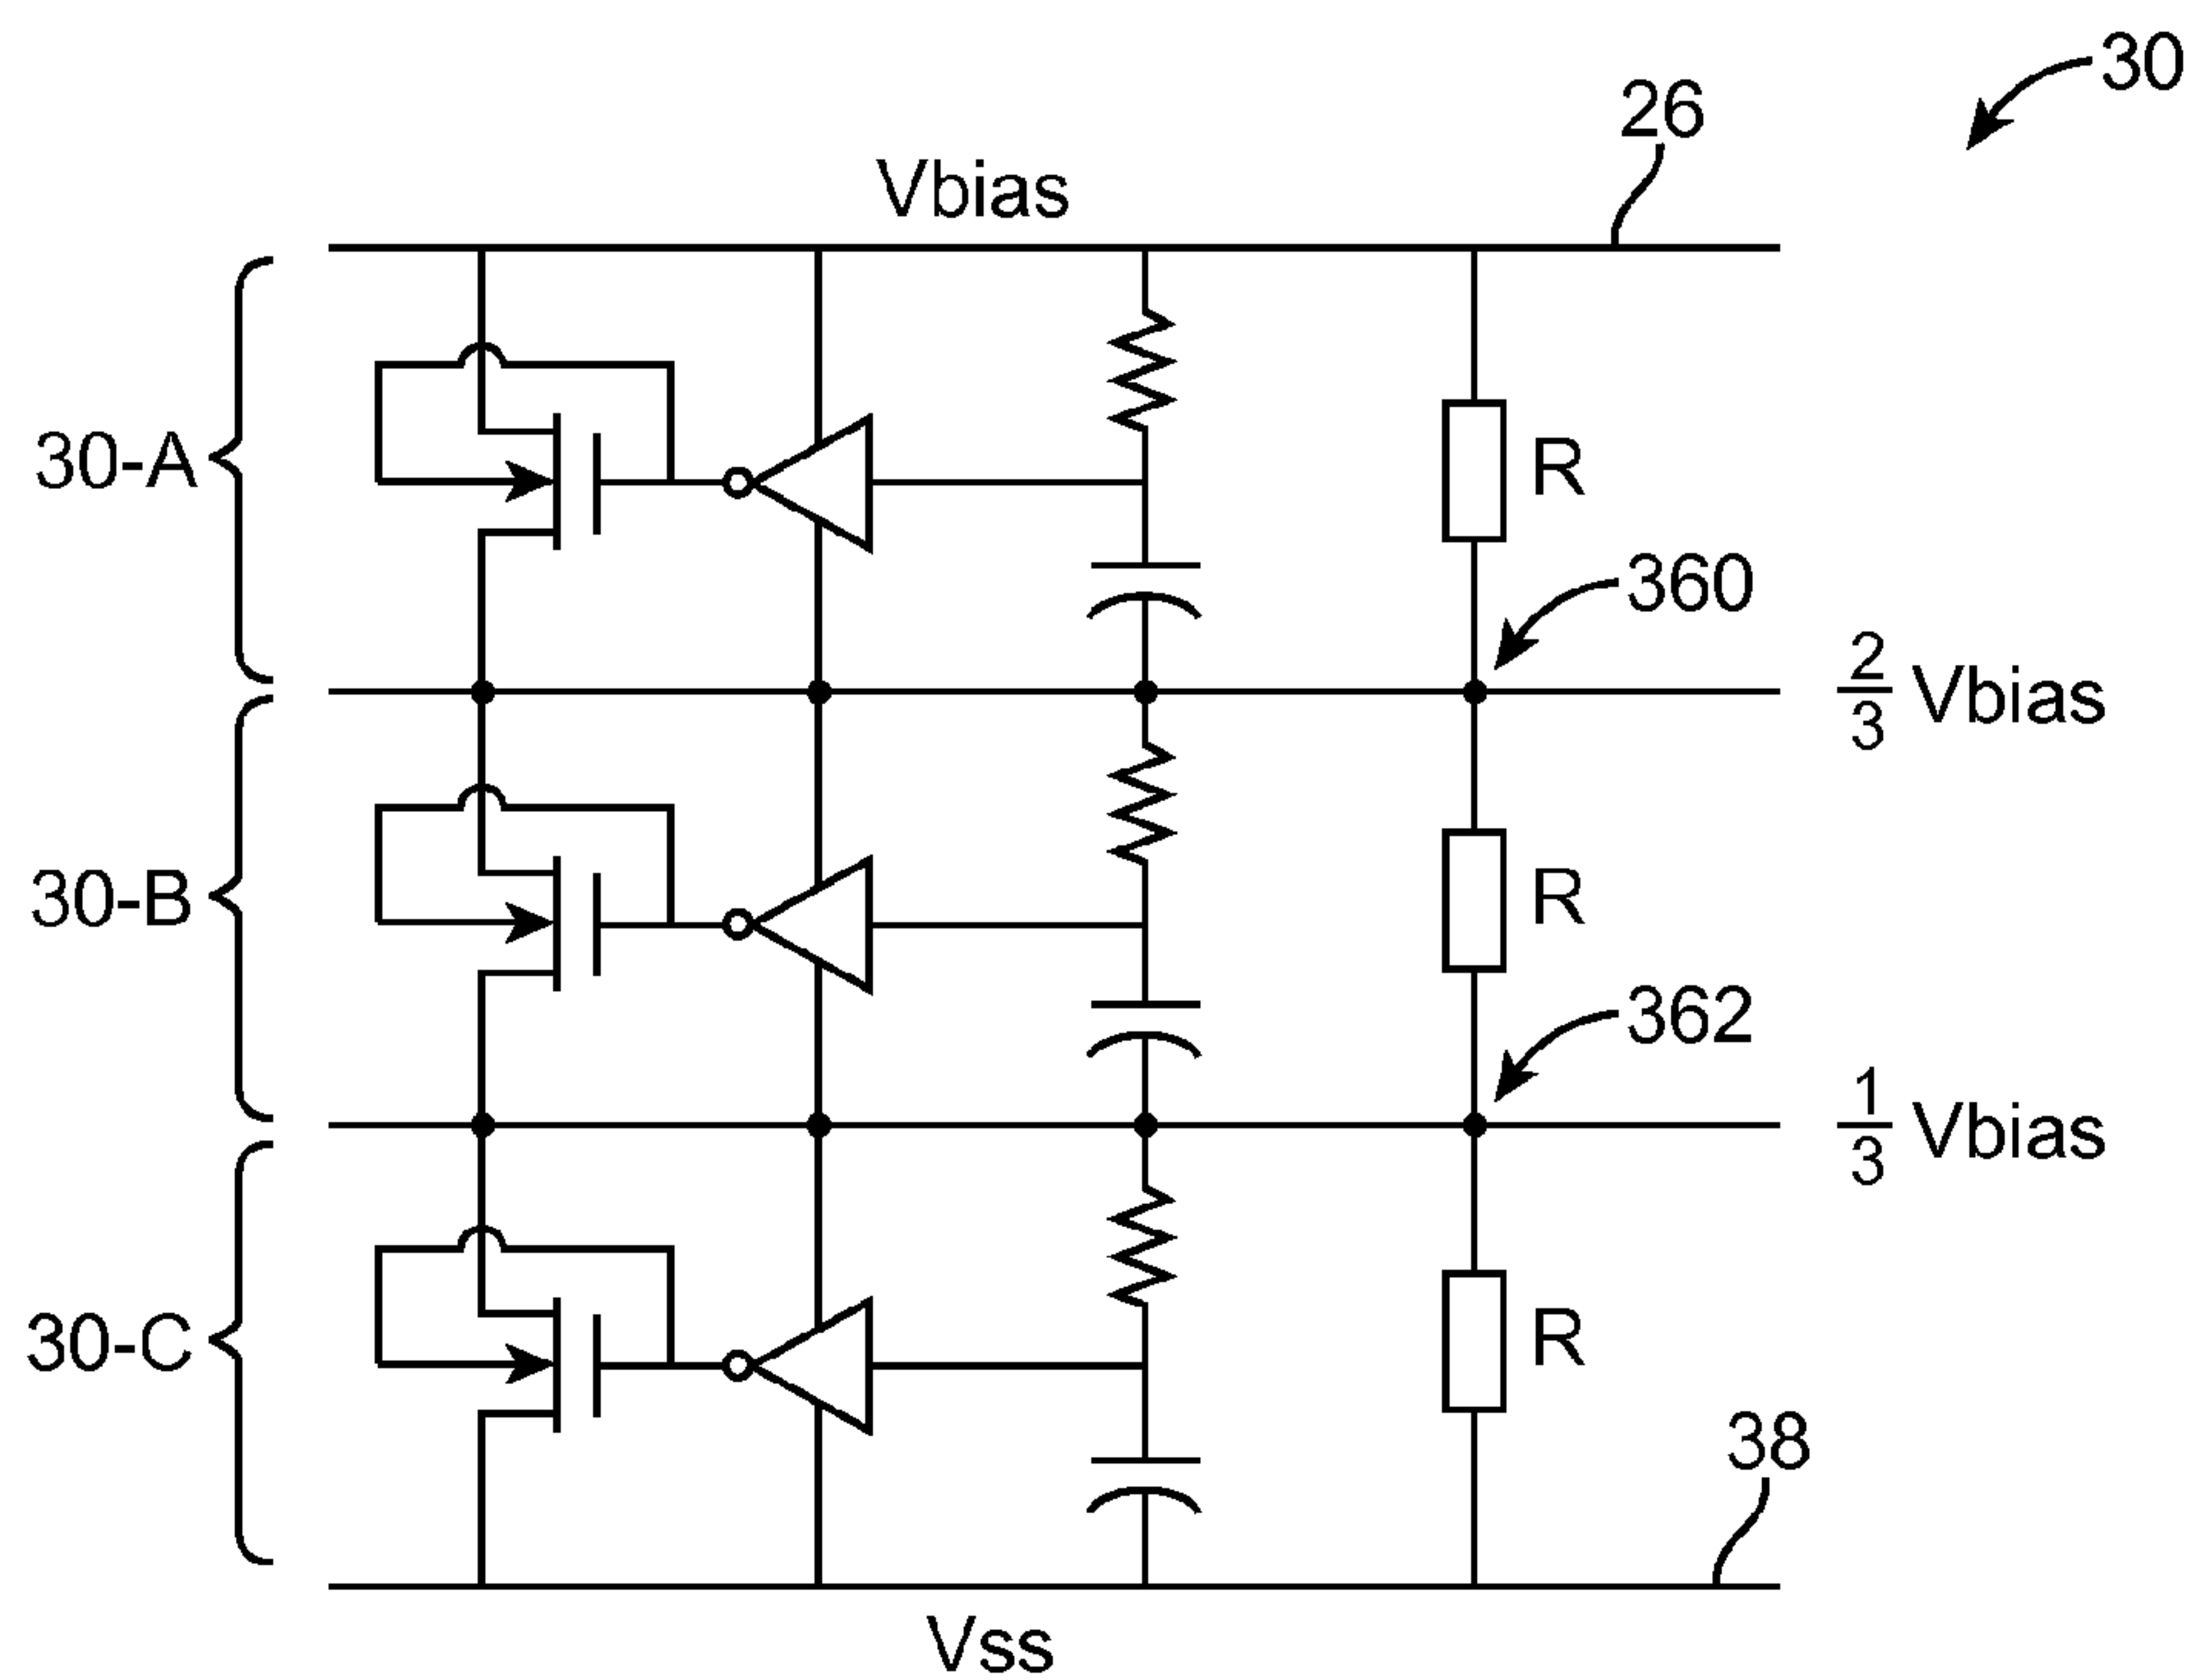 30
26
Vbias
30-A
R
360
2/3 Vbias
30-B
R
362
1/3 Vbias
30-C
R
38
Vss